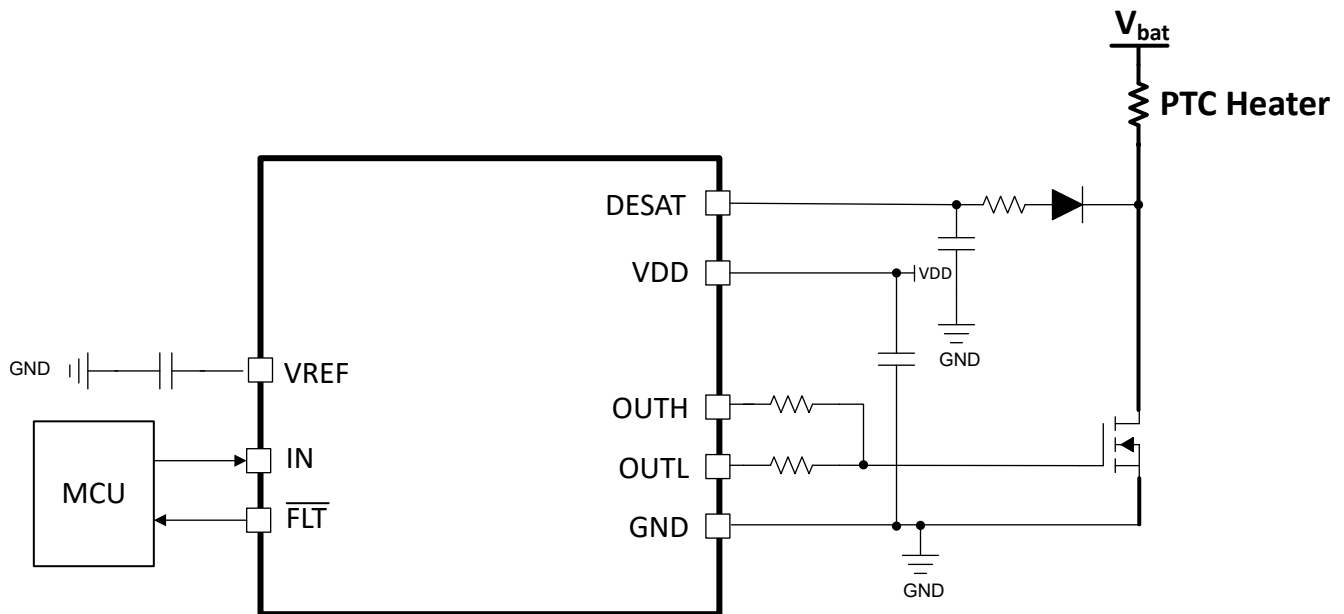 Vbat
PTC Heater
DESAT
VDD
VDD
GND
GND
VREF
OUTH
IN
OUTL
MCU
FLT
GND
GND